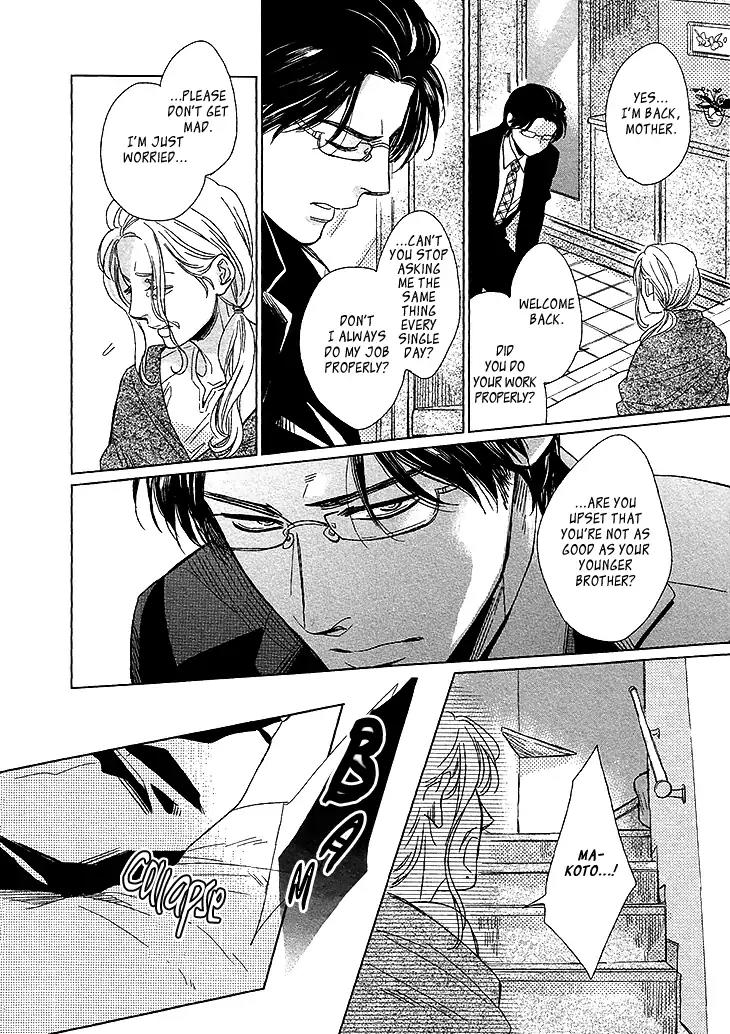 YES...
I'M BACK,
MOTHER.
WELCOME
BACK.
DID
YOU DO
YOUR WORK
PROPERLY?
...CAN'T
YOU STOP
ASKING
ME THE
SAME
THING
EVERY
SINGLE
DAY?
DON'T
I ALWAYS
DO MY JOB
PROPERLY?
...PLEASE
DON'T GET
MAD.
I'M JUST
WORRIED...
...ARE YOU
UPSET THAT
YOU'RE NOT AS
GOOD AS YOUR
YOUNGER
BROTHER?
MA-
KOTO...!
BAM
collapse